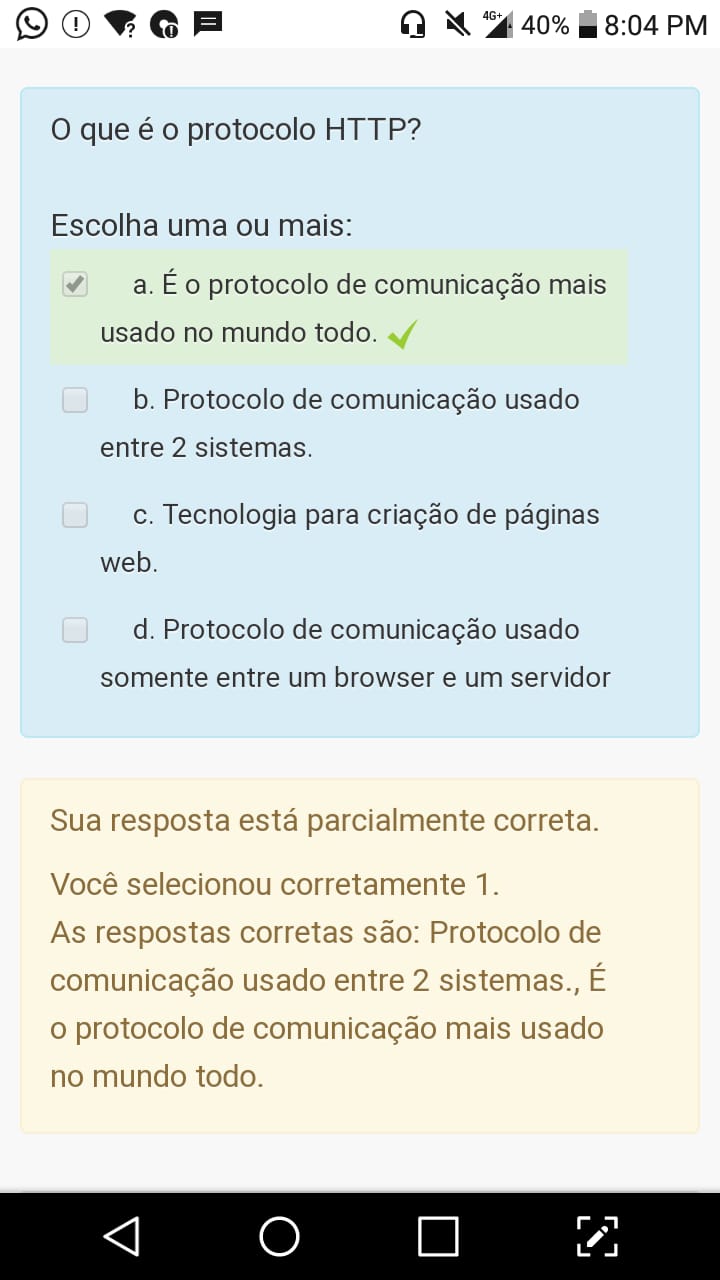 4G+ 40% 8:04 PM
O que é o protocolo HTTP?
Escolha uma ou mais:
a. É o protocolo de comunicação mais
usado no mundo todo.
b. Protocolo de comunicação usado
entre 2 sistemas.
c. Tecnologia para criação de páginas
web.
d. Protocolo de comunicação usado
somente entre um browser e um servidor
Sua resposta está parcialmente correta.
Você selecionou corretamente 1.
As respostas corretas são: Protocolo de
comunicação usado entre 2 sistemas., É
o protocolo de comunicação mais usado
no mundo todo.